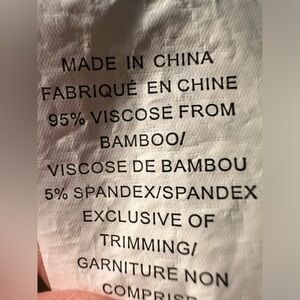 MADE IN CHINA
FABRIQUÉ EN CHINE
95% VISCOSE FROM
BAMBOO/
VISCOSE DE BAMBOU
5% SPANDEX/SPANDEX
EXCLUSIVE OF
TRIMMING/
GARNITURE NON
COMPRISE